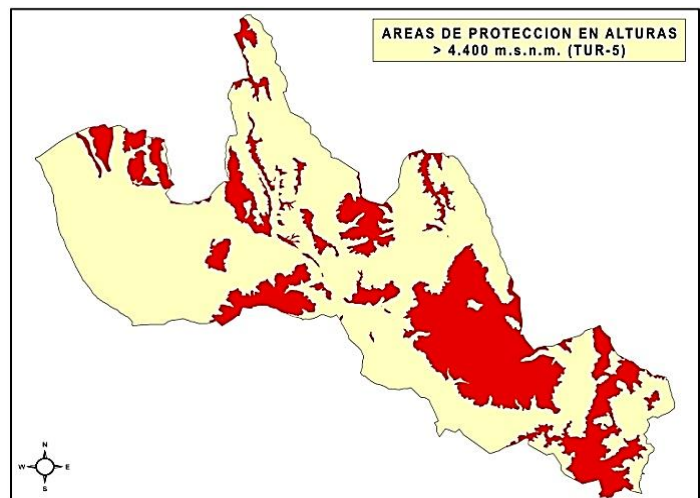 AREAS DE PROTECCION EN ALTURAS
> 4.400 m.s.n.m. (TUR-5)
N
W E
S